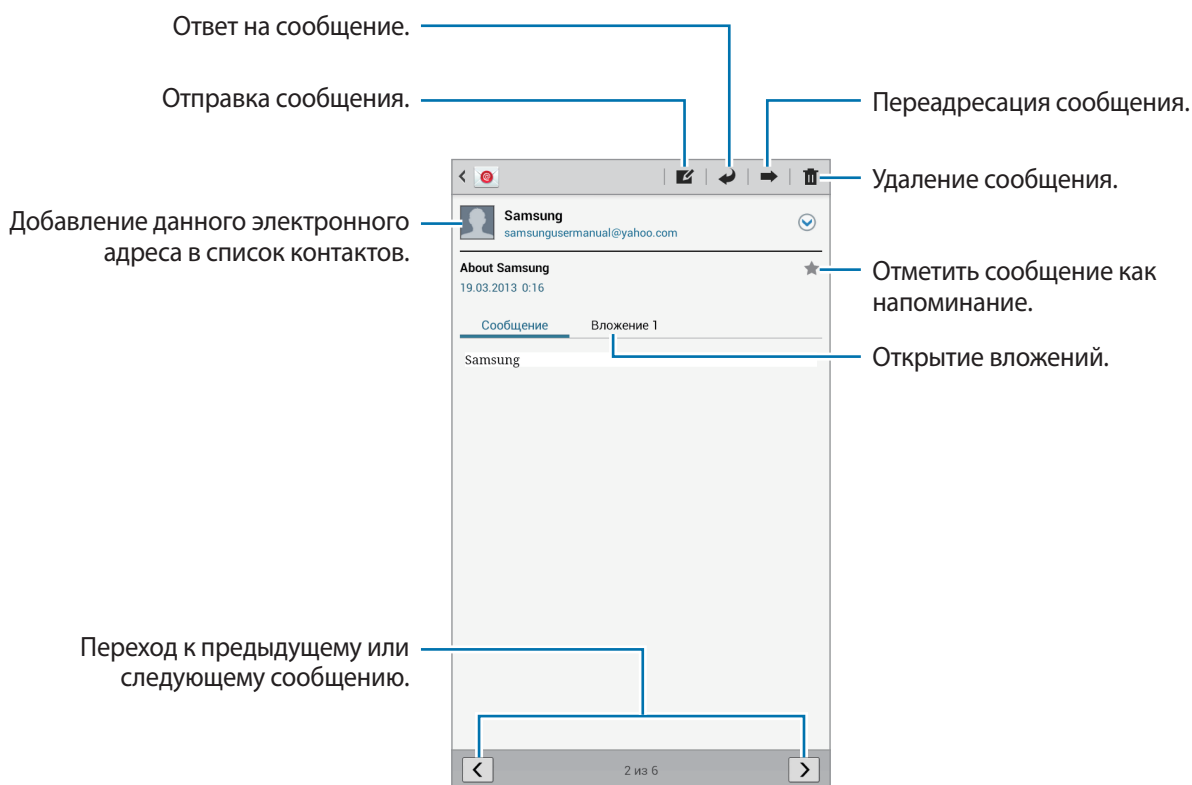 Ответ на сообщение.
Отправка сообщения.
Переадресация сообщения.
Удаление сообщения.
Добавление данного электронного
адреса в список контактов.
Samsung
samsungusermanual@yahoo.com
About Samsung
19.03.2013 0:16
Отметить сообщение как
напоминание.
Сообщение Вложение 1
Открытие вложений.
Samsung
Переход к предыдущему или
следующему сообщению.
2 из 6